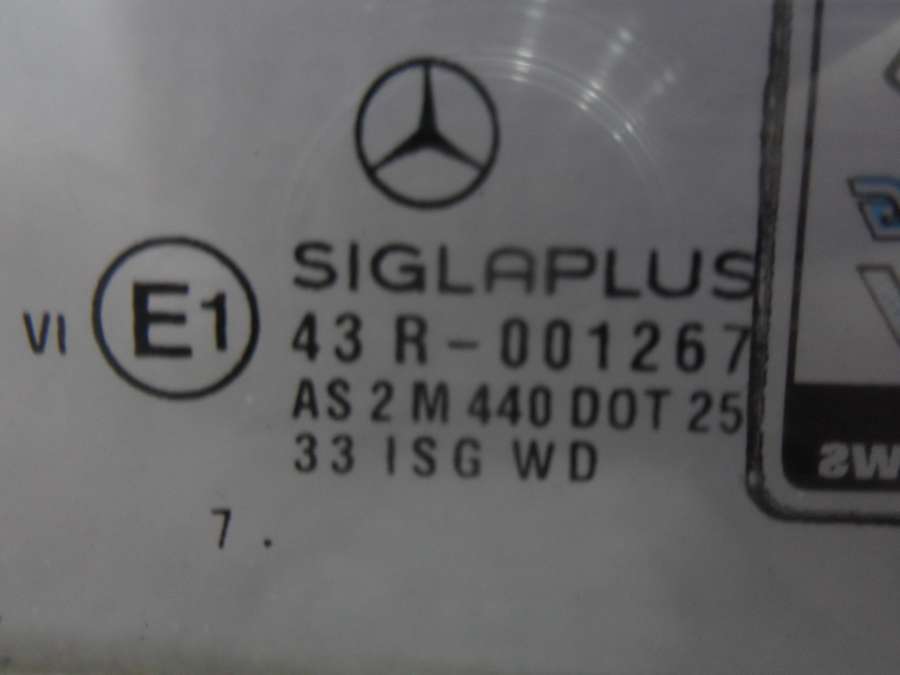 SIGLAPLUS
VI E1
43 R-001267
AS 2 M 440 DOT 25
33 ISG WD
7 .